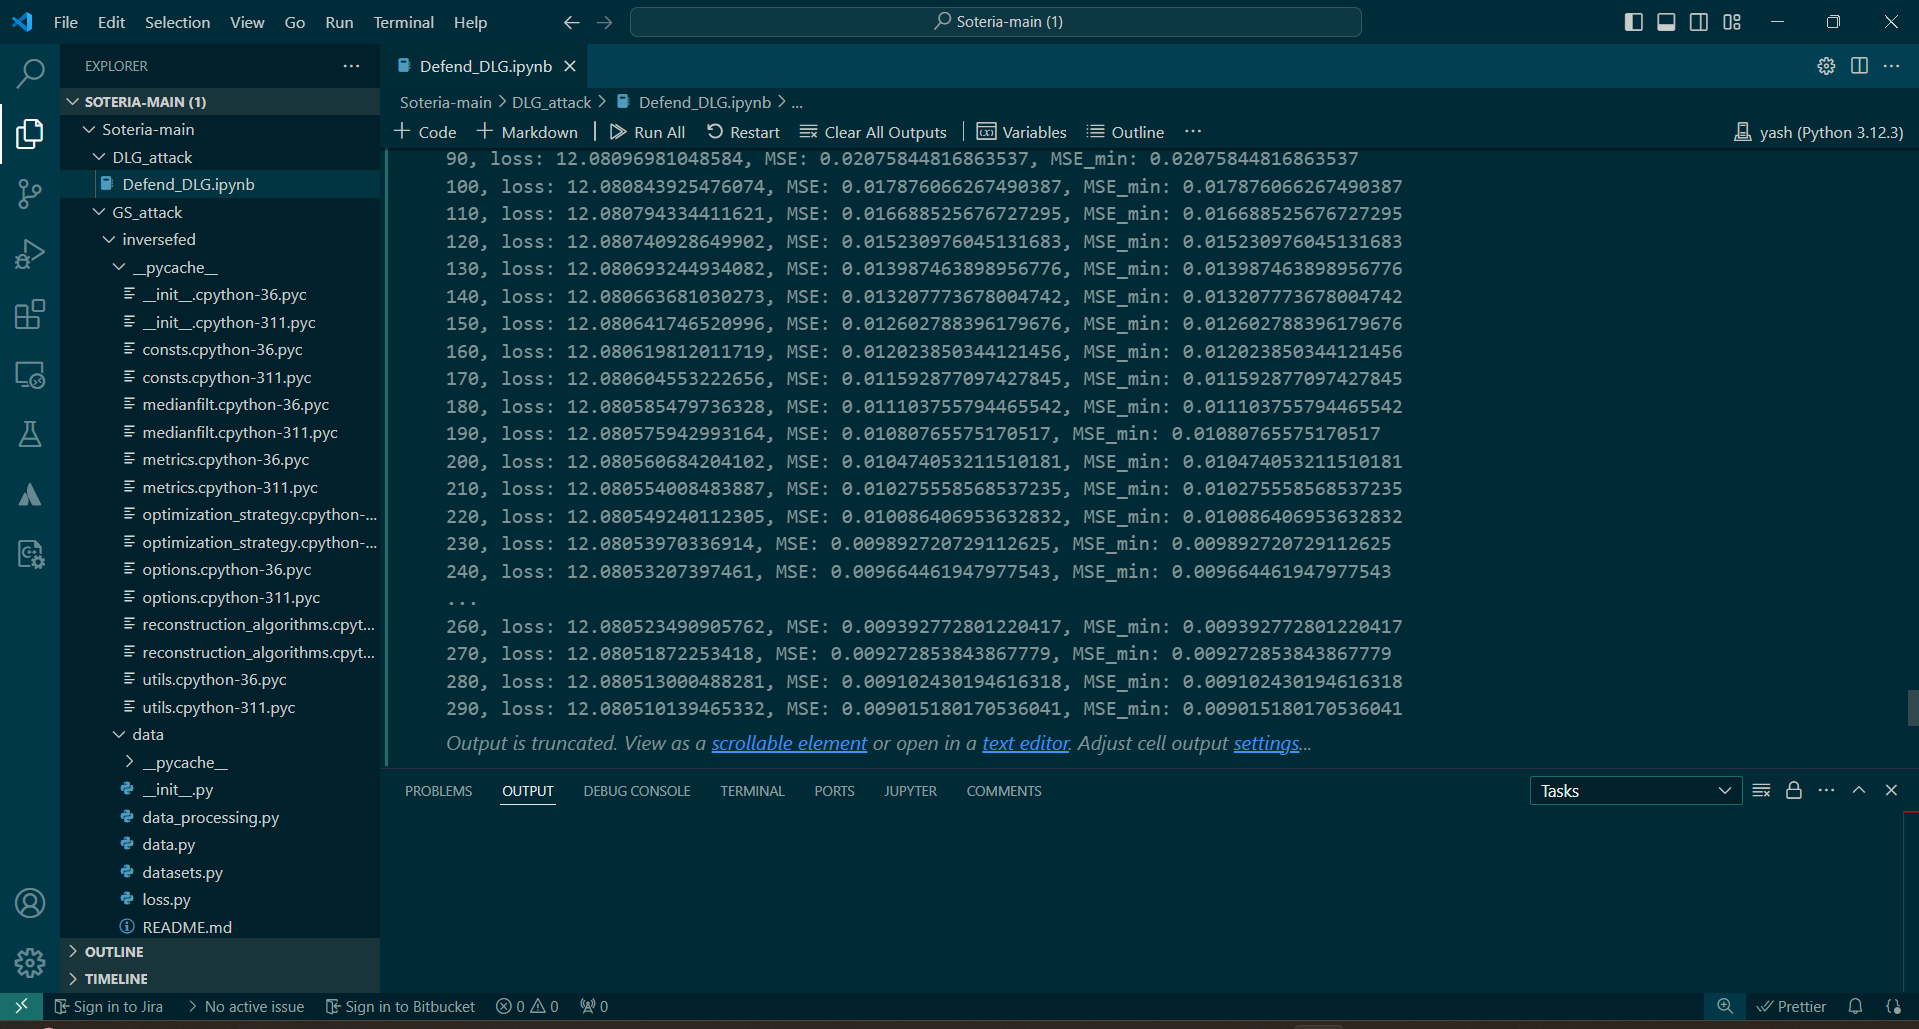 File Edit Selection View Go Run Terminal Help
Soteria-main (1)
EXPLORER
SOTERIA-MAIN (1)
Soteria-main
DLG_attack
Defend_DLG.ipynb
GS_attack
inversefed
__pycache__
__init__.cpython-36.pyc
__init__.cpython-311.pyc
consts.cpython-36.pyc
consts.cpython-311.pyc
medianfilt.cpython-36.pyc
medianfilt.cpython-311.pyc
metrics.cpython-36.pyc
metrics.cpython-311.pyc
optimization_strategy.cpython-...
optimization_strategy.cpython-...
options.cpython-36.pyc
options.cpython-311.pyc
reconstruction_algorithms.cpyt...
reconstruction_algorithms.cpyt...
utils.cpython-36.pyc
utils.cpython-311.pyc
data
__pycache__
__init__.py
data_processing.py
data.py
datasets.py
loss.py
README.md
OUTLINE
TIMELINE
Defend_DLG.ipynb
Soteria-main > DLG_attack > Defend_DLG.ipynb > ...
+ Code + Markdown | Run All Restart Clear All Outputs | Variables Outline ...
yash (Python 3.12.3)
90, loss: 12.08096981048584, MSE: 0.02075844816863537, MSE_min: 0.02075844816863537
100, loss: 12.080843925476074, MSE: 0.017876066267490387, MSE_min: 0.017876066267490387
110, loss: 12.080794334411621, MSE: 0.016688525676727295, MSE_min: 0.016688525676727295
120, loss: 12.080740928649902, MSE: 0.015230976045131683, MSE_min: 0.015230976045131683
130, loss: 12.080693244934082, MSE: 0.013987463898956776, MSE_min: 0.013987463898956776
140, loss: 12.080663681030273, MSE: 0.013207773678004742, MSE_min: 0.013207773678004742
150, loss: 12.080641746520996, MSE: 0.012602788396179676, MSE_min: 0.012602788396179676
160, loss: 12.080619812011719, MSE: 0.012023850344121456, MSE_min: 0.012023850344121456
170, loss: 12.080604553222656, MSE: 0.011592877097427845, MSE_min: 0.011592877097427845
180, loss: 12.080585479736328, MSE: 0.011103755794465542, MSE_min: 0.011103755794465542
190, loss: 12.080575942993164, MSE: 0.01080765575170517, MSE_min: 0.01080765575170517
200, loss: 12.080560684204102, MSE: 0.010474053211510181, MSE_min: 0.010474053211510181
210, loss: 12.080554008483887, MSE: 0.010275558568537235, MSE_min: 0.010275558568537235
220, loss: 12.080549240112305, MSE: 0.010086406953632832, MSE_min: 0.010086406953632832
230, loss: 12.08053970336914, MSE: 0.009892720729112625, MSE_min: 0.009892720729112625
240, loss: 12.08053207397461, MSE: 0.009664461947977543, MSE_min: 0.009664461947977543
...
260, loss: 12.080523490905762, MSE: 0.009392772801220417, MSE_min: 0.009392772801220417
270, loss: 12.08051872253418, MSE: 0.009272853843867779, MSE_min: 0.009272853843867779
280, loss: 12.080513000488281, MSE: 0.009102430194616318, MSE_min: 0.009102430194616318
290, loss: 12.080510139465332, MSE: 0.009015180170536041, MSE_min: 0.009015180170536041
Output is truncated. View as a scrollable element or open in a text editor. Adjust cell output settings...
PROBLEMS OUTPUT DEBUG CONSOLE TERMINAL PORTS JUPYTER COMMENTS
Tasks
Sign in to Jira > No active issue Sign in to Bitbucket 0 0 0
Prettier